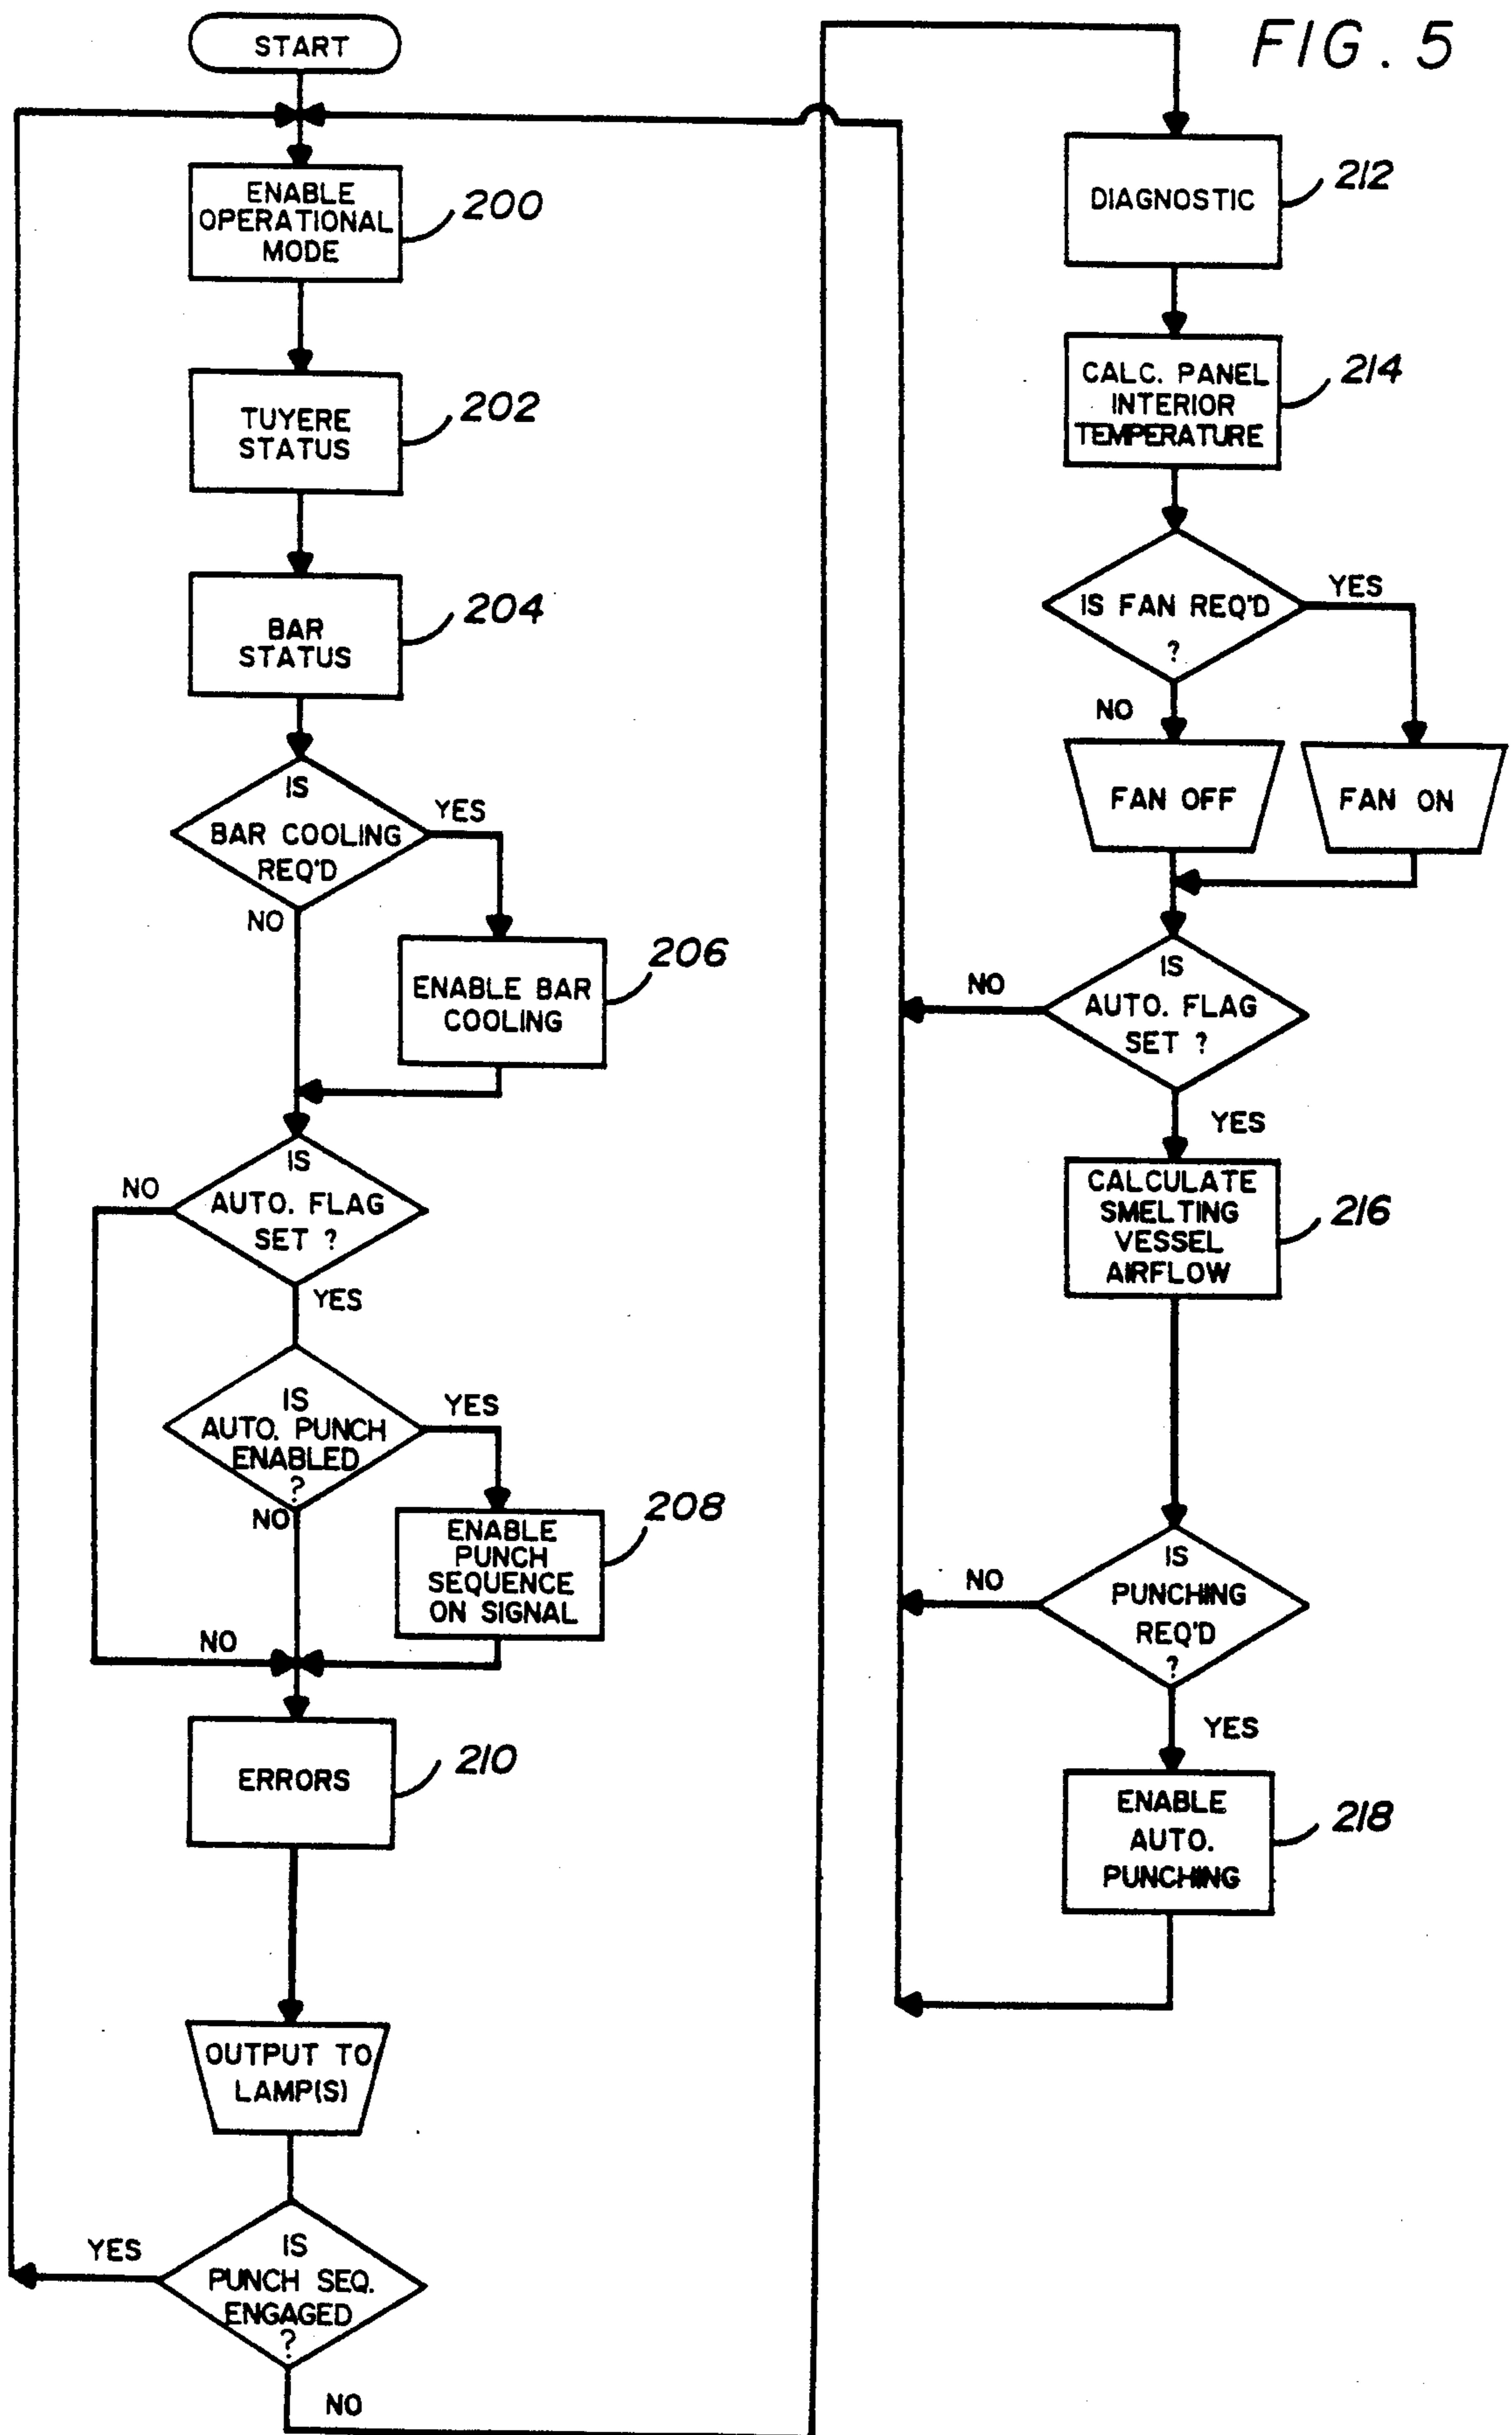 FIG. 5
START
ENABLE
OPERATIONAL
MODE
200
TUYERE
STATUS
202
BAR
STATUS
204
IS
BAR COOLING
REQ'D
YES
NO
ENABLE BAR
COOLING
206
IS
AUTO. FLAG
SET ?
NO
YES
IS
AUTO. PUNCH
ENABLED
?
YES
NO
ENABLE
PUNCH
SEQUENCE
ON SIGNAL
208
NO
ERRORS
210
OUTPUT TO
LAMP(S)
IS
PUNCH SEQ.
ENGAGED
?
YES
NO
DIAGNOSTIC
212
CALC. PANEL
INTERIOR
TEMPERATURE
214
IS FAN REQ'D
?
YES
NO
FAN OFF
FAN ON
IS
AUTO. FLAG
SET ?
NO
YES
CALCULATE
SMELTING
VESSEL
AIRFLOW
216
IS
PUNCHING
REQ'D
?
NO
YES
ENABLE
AUTO.
PUNCHING
218